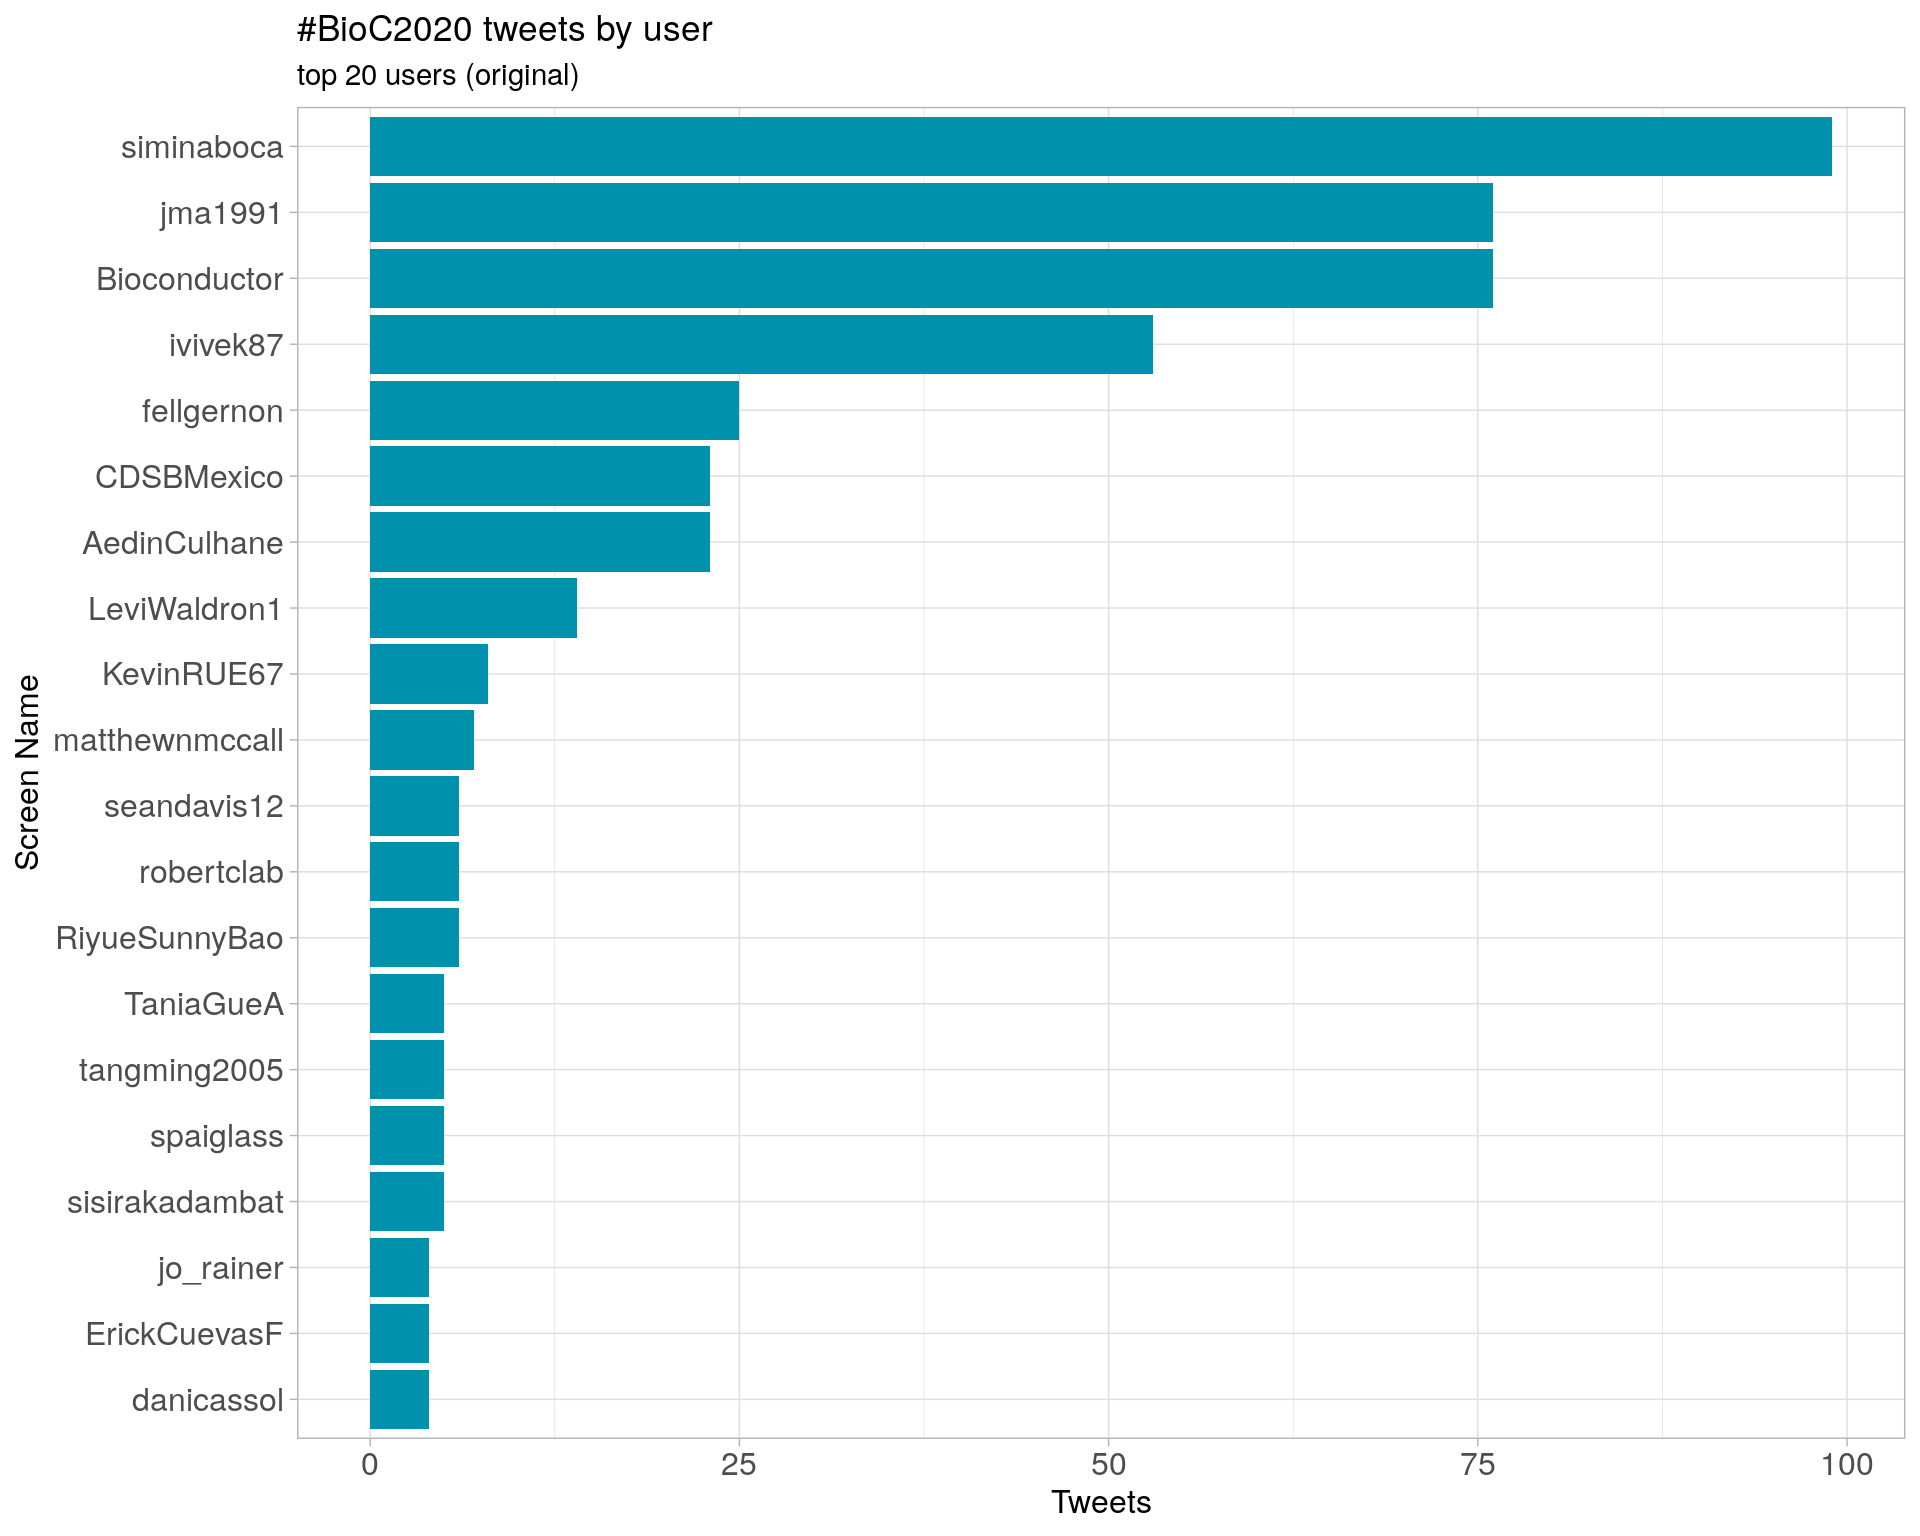 #BioC2020 tweets by user
top 20 users (original)
siminaboca
jma1991
Bioconductor
ivivek87
fellgernon
CDSBMexico
AedinCulhane
LeviWaldron1
KevinRUE67
matthewnmccall
seandavis12
robertclab
RiyueSunnyBao
TaniaGueA
tangming2005
spaiglass
sisirakadambat
jo_rainer
ErickCuevasF
danicassol
Screen Name
0 25 50 75 100
Tweets